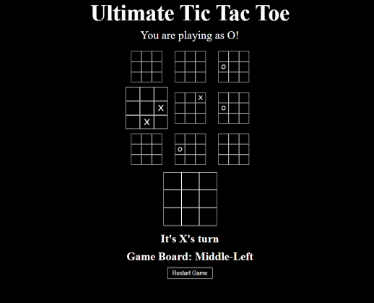 Ultimate Tic Tac Toe
You are playing as O!
O
X
X O
X
O
It's X's turn
Game Board: Middle-Left
Restart Game